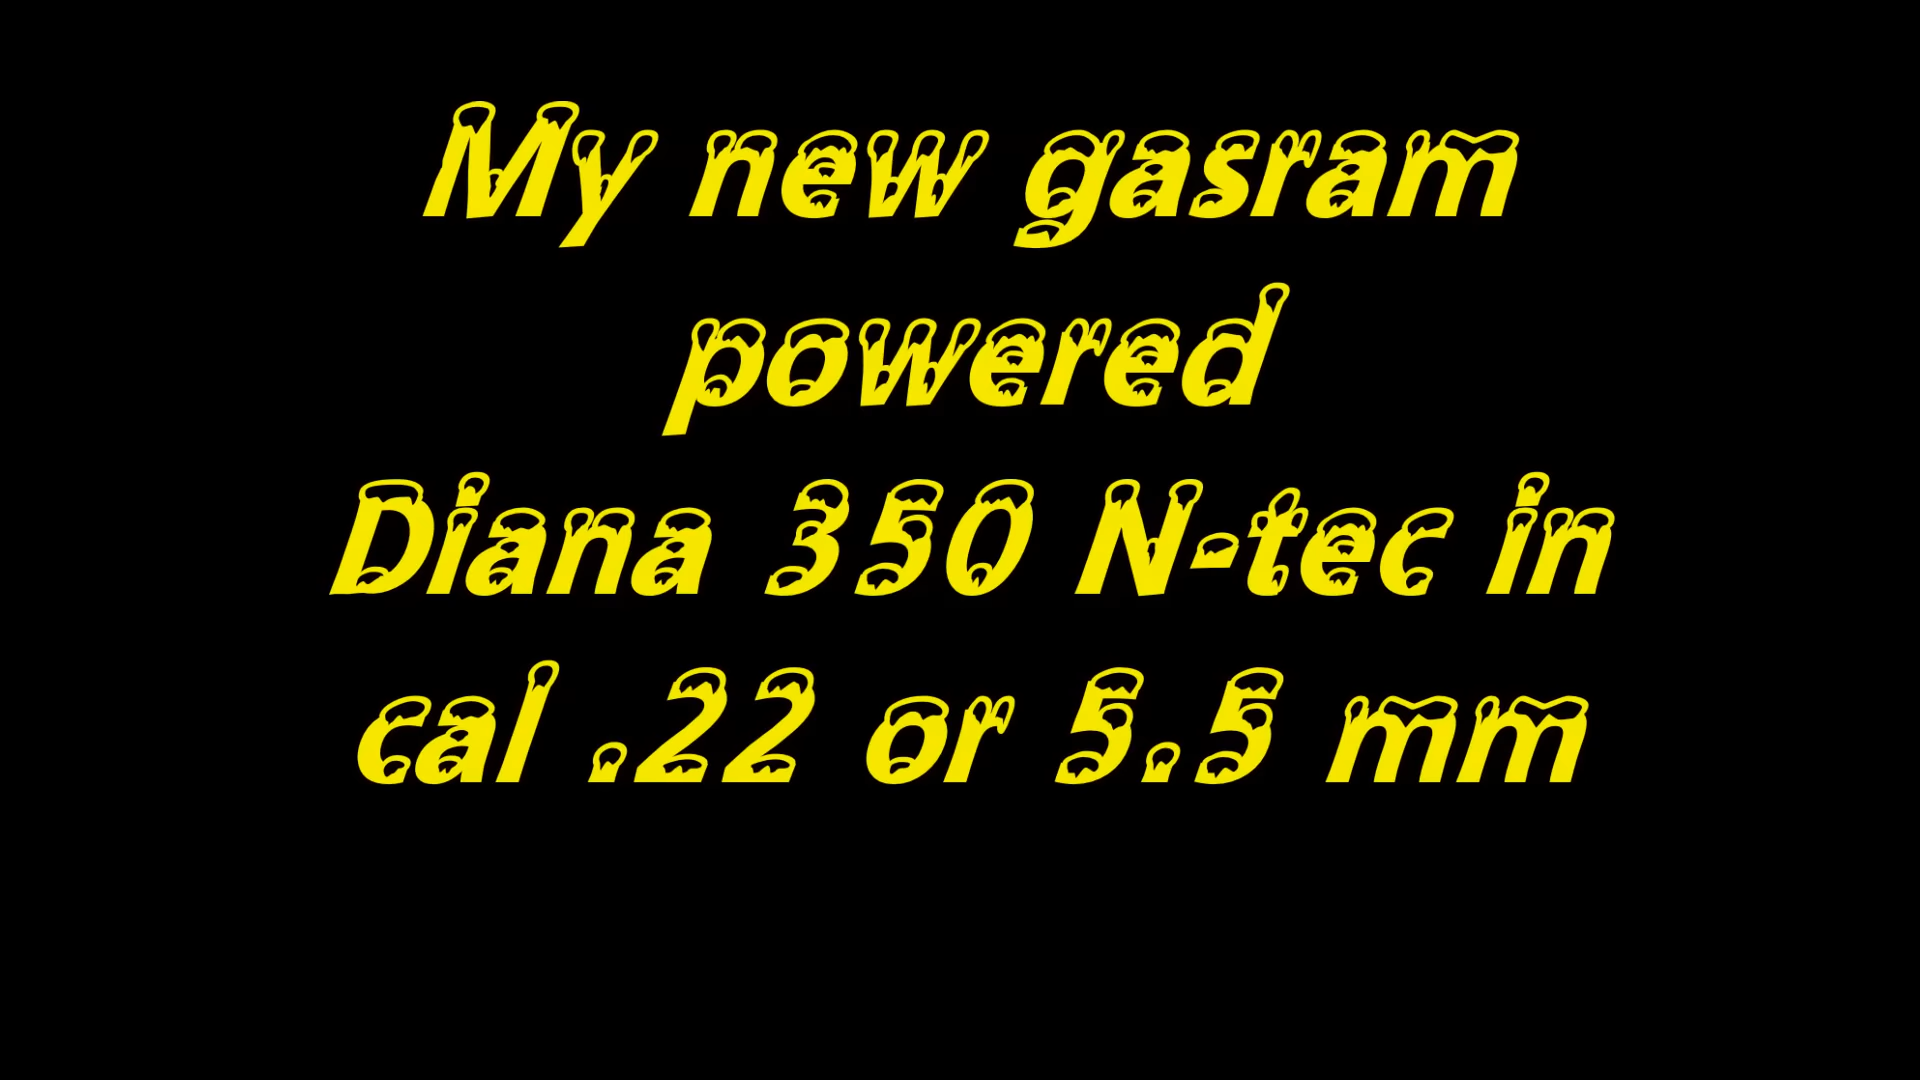 My new gasram
powered
Diana 350 N-tec in
cal .22 or 5.5 mm